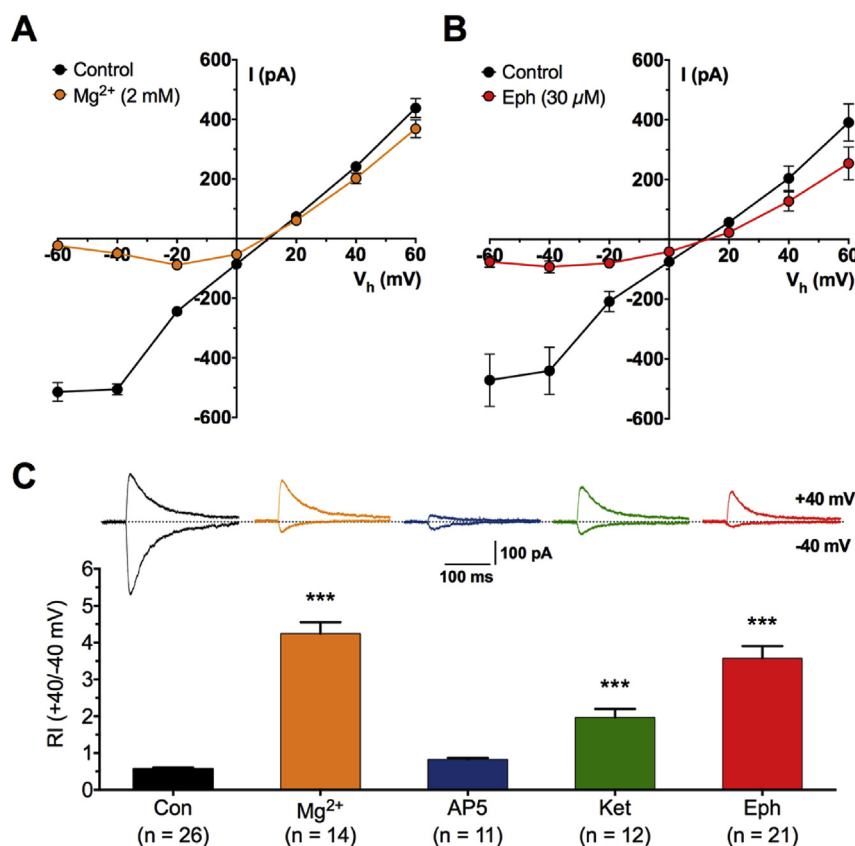 A
B
Control
Mg²⁺ (2 mM)
I (pA)
600
400
200
-200
-400
-600
-60
-40
-20
20
40
60
Vₕ (mV)
Control
Eph (30 µM)
I (pA)
600
400
200
-200
-400
-600
-60
-40
-20
20
40
60
Vₕ (mV)
C
+40 mV
-40 mV
100 pA
100 ms
RI (+40/-40 mV)
6
5
4
3
2
1
0
***
***
***
Con
Mg²⁺
AP5
Ket
Eph
(n = 26)
(n = 14)
(n = 11)
(n = 12)
(n = 21)